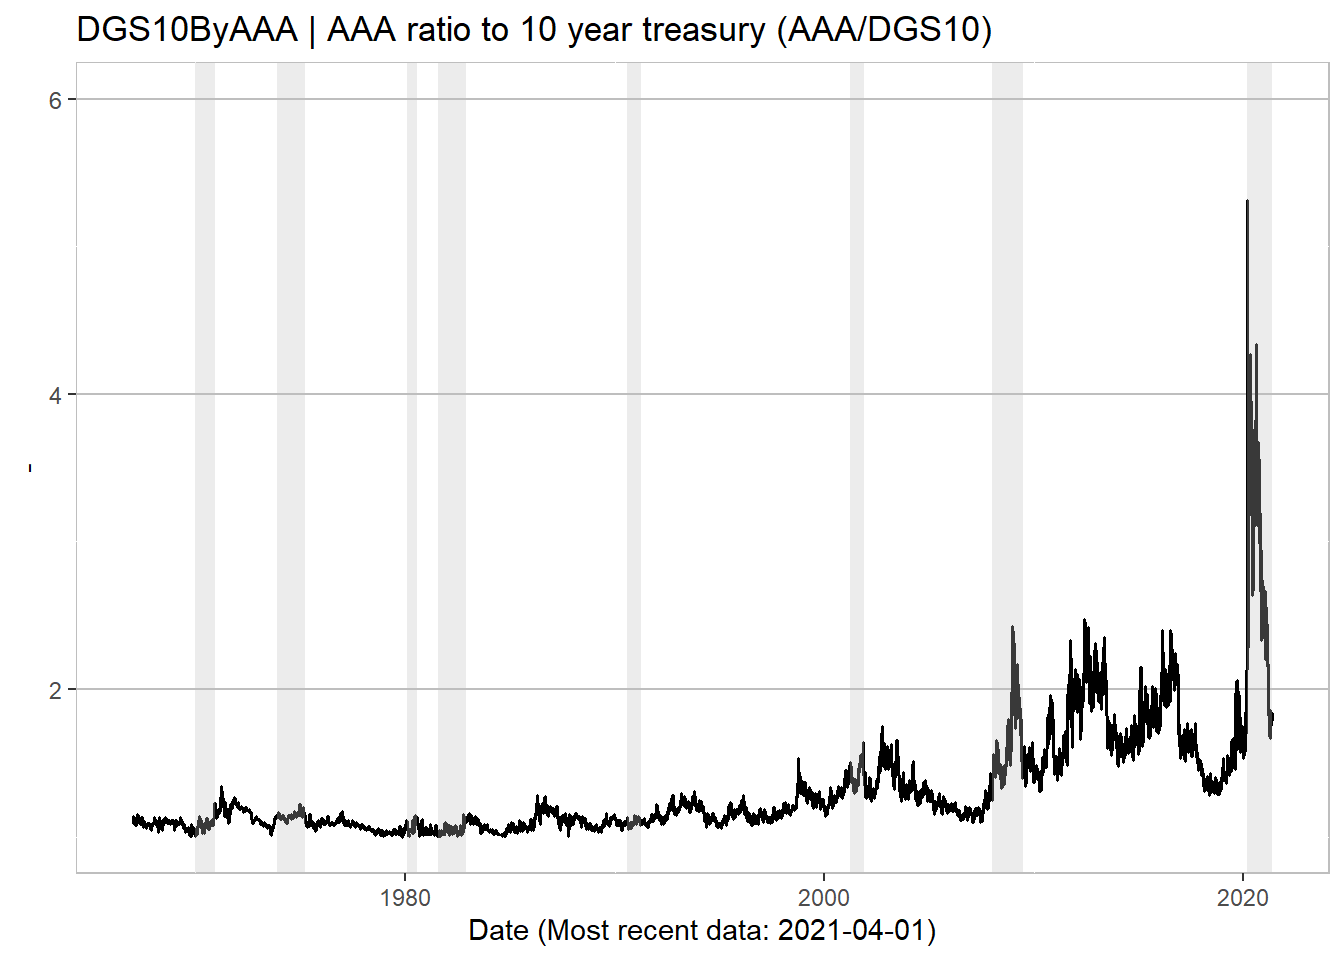 DGS10ByAAA | AAA ratio to 10 year treasury (AAA/DGS10)
6
4
-
2
1980 2000 2020
Date (Most recent data: 2021-04-01)